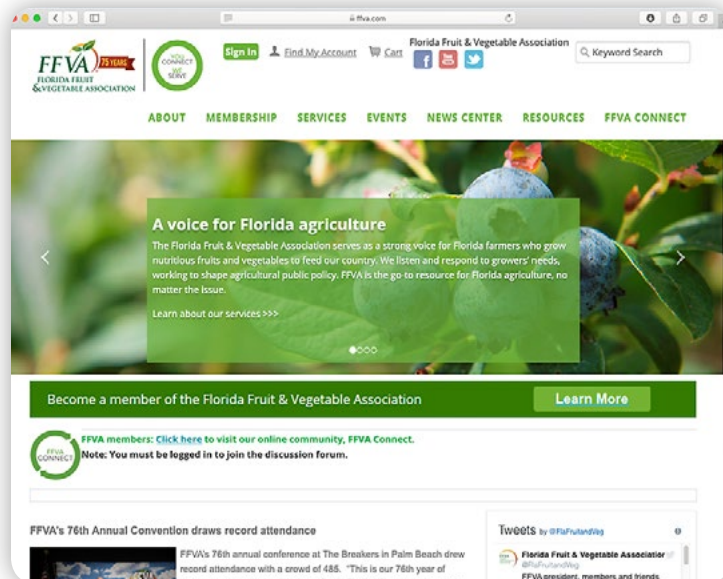 ffva.com
FFVA 75 YEARS
FLORIDA FRUIT
&VEGETABLE ASSOCIATION
YOU
CONNECT
WE
SERVE
Sign In Find My Account Cart
Florida Fruit & Vegetable Association
f You Tube
Keyword Search
ABOUT MEMBERSHIP SERVICES EVENTS NEWS CENTER RESOURCES FFVA CONNECT
A voice for Florida agriculture
The Florida Fruit & Vegetable Association serves as a strong voice for Florida farmers who grow
nutritious fruits and vegetables to feed our country. We listen and respond to growers' needs,
working to shape agricultural public policy. FFVA is the go-to resource for Florida agriculture, no
matter the issue.
Learn about our services >>>
Become a member of the Florida Fruit & Vegetable Association Learn More
FFVA
CONNECT
FFVA members: Click here to visit our online community, FFVA Connect.
Note: You must be logged in to join the discussion forum.
FFVA's 76th Annual Convention draws record attendance
FFVA's 76th annual conference at The Breakers in Palm Beach drew
record attendance with a crowd of 485. "This is our 76th year of
Tweets by @FlaFruitandVeg
Florida Fruit & Vegetable Association
@FlaFruitandVeg
FFVA president, members and friends